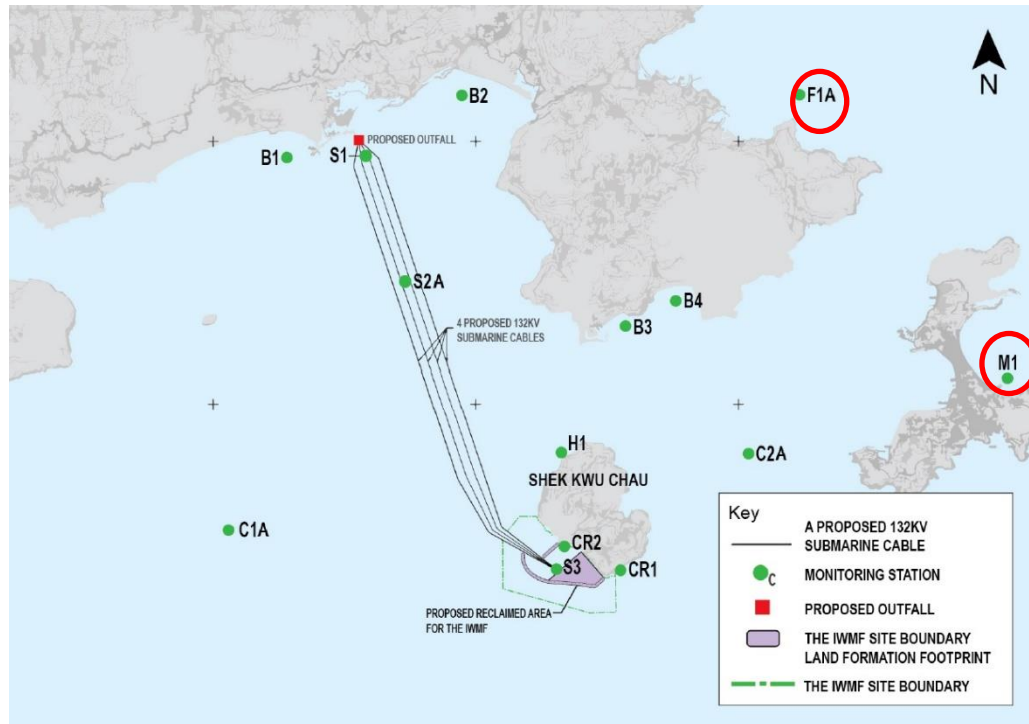 N
B2
F1A
PROPOSED OUTFALL
B1
S1
S2A
B4
4 PROPOSED 132KV
SUBMARINE CABLES
B3
M1
H1
C2A
SHEK KWU CHAU
C1A
CR2
S3
CR1
PROPOSED RECLAIMED AREA
FOR THE IWMF
Key
A PROPOSED 132KV
SUBMARINE CABLE
C
MONITORING STATION
PROPOSED OUTFALL
THE IWMF SITE BOUNDARY
LAND FORMATION FOOTPRINT
THE IWMF SITE BOUNDARY